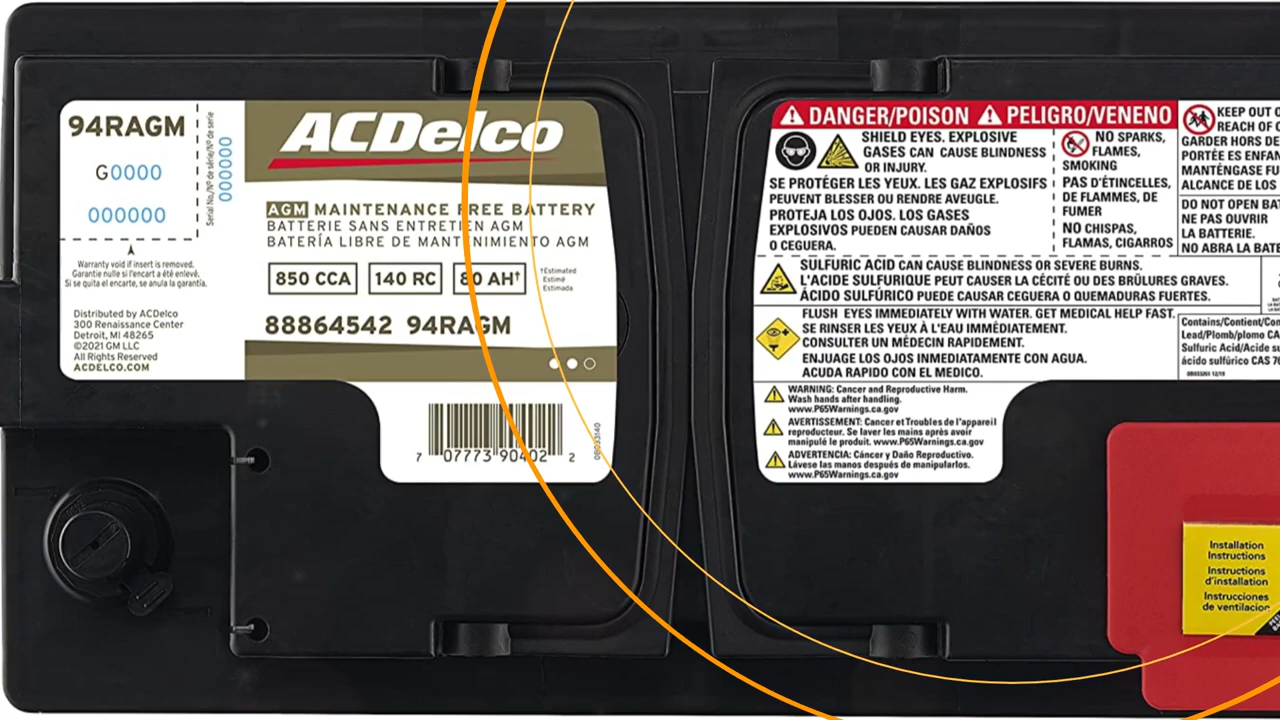 94RAGM
G0000
000000
Serial No./Nº de série/Nº de serie
000000
Warranty void if insert is removed.
Garantie nulle si l'encart a été enlevé.
Si se quita el encarte, se anula la garantía.
Distributed by ACDelco
300 Renaissance Center
Detroit, MI 48265
©2021 GM LLC
All Rights Reserved
ACDELCO.COM
ACDelco
AGM MAINTENANCE FREE BATTERY
BATTERIE SANS ENTRETIEN AGM
BATERÍA LIBRE DE MANTENIMIENTO AGM
850 CCA 140 RC 80 AH†
†Estimated
Estimé
Estimada
88864542 94RAGM
7 07773 90402 2
DANGER/POISON PELIGRO/VENENO
SHIELD EYES. EXPLOSIVE
GASES CAN CAUSE BLINDNESS
OR INJURY.
SE PROTÉGER LES YEUX. LES GAZ EXPLOSIFS
PEUVENT BLESSER OU RENDRE AVEUGLE.
PROTEJA LOS OJOS. LOS GASES
EXPLOSIVOS PUEDEN CAUSAR DAÑOS
O CEGUERA.
NO SPARKS,
FLAMES,
SMOKING
PAS D'ÉTINCELLES,
DE FLAMMES, DE
FUMER
NO CHISPAS,
FLAMAS, CIGARROS
KEEP OUT
REACH OF
GARDER HORS DE
PORTÉE ES
MANTÉNGASE
ALCANCE DE LOS
DO NOT OPEN
NE PAS OUVRIR
LA BATTERIE.
NO ABRA LA
SULFURIC ACID CAN CAUSE BLINDNESS OR SEVERE BURNS.
L'ACIDE SULFURIQUE PEUT CAUSER LA CÉCITÉ OU DES BRÛLURES GRAVES.
ÁCIDO SULFÚRICO PUEDE CAUSAR CEGUERA O QUEMADURAS FUERTES.
FLUSH EYES IMMEDIATELY WITH WATER. GET MEDICAL HELP FAST.
SE RINSER LES YEUX À L'EAU IMMÉDIATEMENT.
CONSULTER UN MÉDECIN RAPIDEMENT.
ENJUAGE LOS OJOS INMEDIATAMENTE CON AGUA.
ACUDA RAPIDO CON EL MEDICO.
Contains/Contient/
Lead/Plomb/plomo
Sulfuric Acid/Acide
ácido sulfúrico CAS
WARNING: Cancer and Reproductive Harm.
Wash hands after handling.
www.P65Warnings.ca.gov
AVERTISSEMENT: Cancer et Troubles de l'appareil
reproducteur. Se laver les mains après avoir
manipulé le produit. www.P65Warnings.ca.gov
ADVERTENCIA: Cáncer y Daño Reproductivo.
Lávese las manos después de manipularlos.
www.P65Warnings.ca.gov
Installation
Instructions
Instructions
d'installation
Instrucciones
de ventilacion